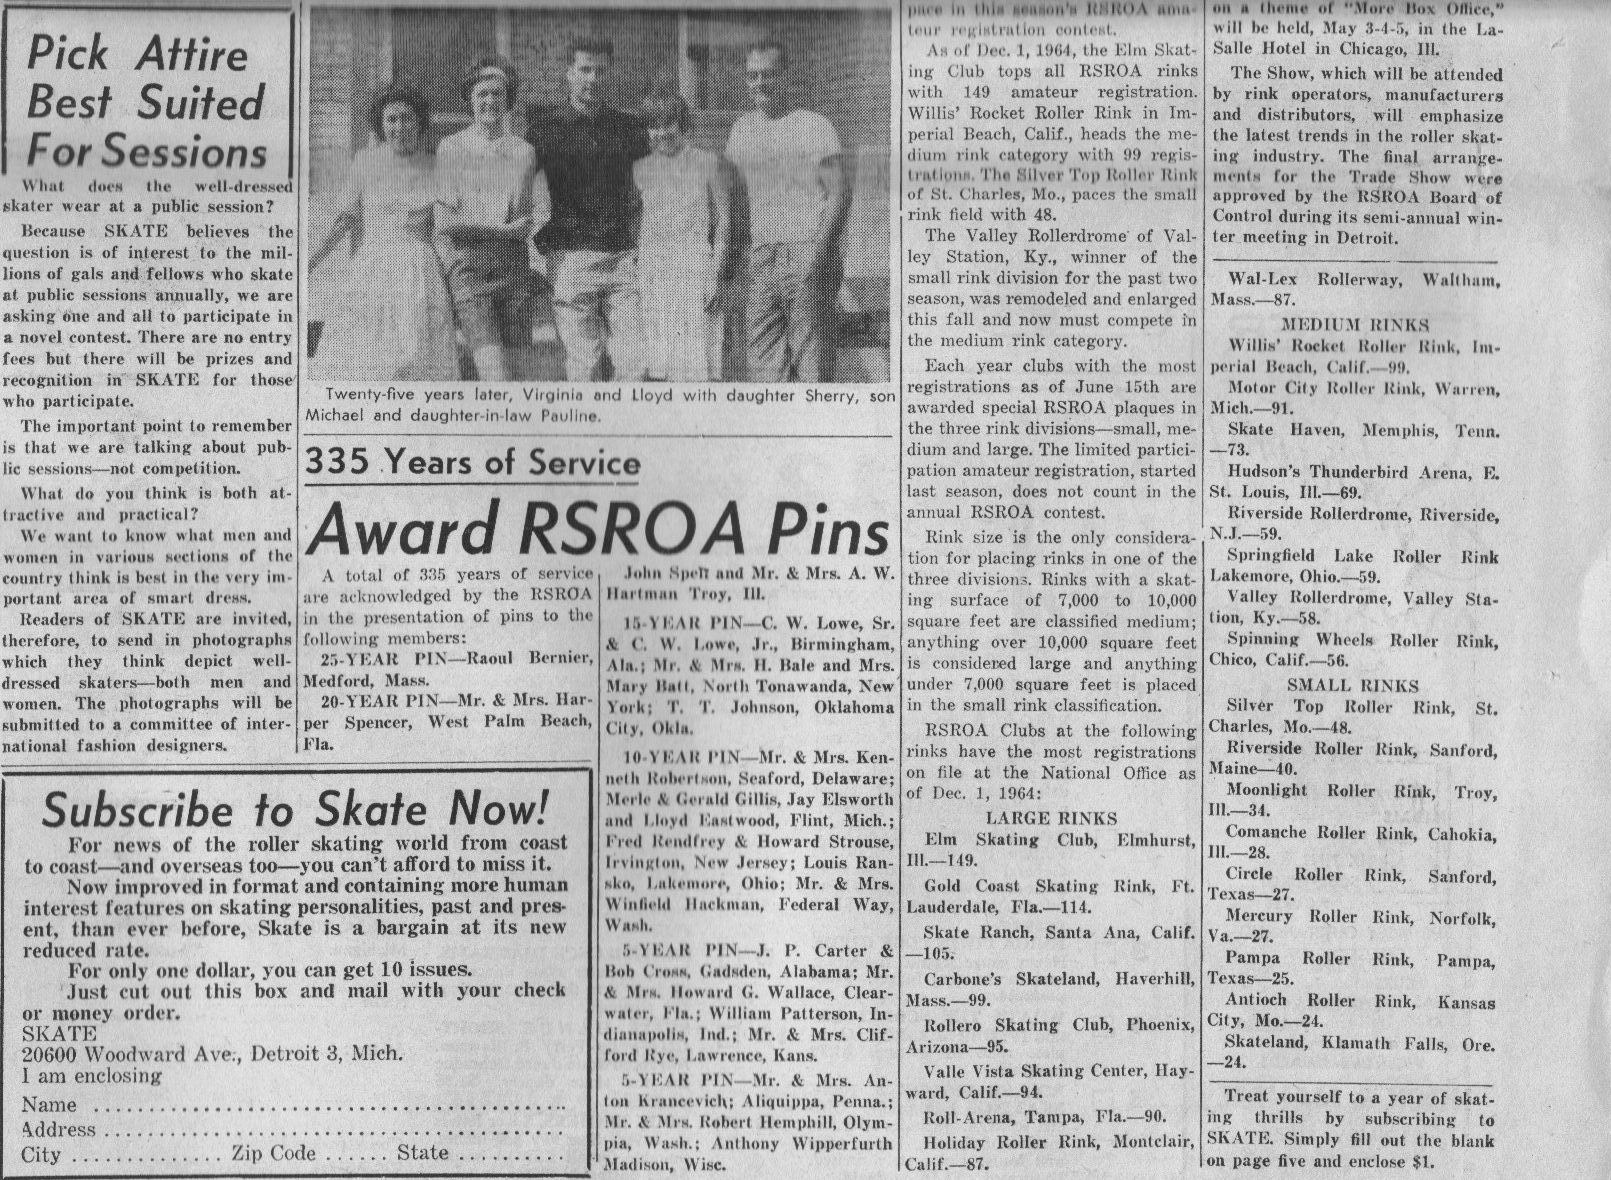 Pick Attire
Best Suited
For Sessions
What does the well-dressed
skater wear at a public session?
Because SKATE believes the
question is of interest to the mil-
lions of gals and fellows who skate
at public sessions annually, we are
asking one and all to participate in
a novel contest. There are no entry
fees but there will be prizes and
recognition in SKATE for those
who participate.
The important point to remember
is that we are talking about pub-
lic sessions—not competition.
What do you think is both at-
tractive and practical?
We want to know what men and
women in various sections of the
country think is best in the very im-
portant area of smart dress.
Readers of SKATE are invited,
therefore, to send in photographs
which they think depict well-
dressed skaters—both men and
women. The photographs will be
submitted to a committee of inter-
national fashion designers.
Twenty-five years later, Virginia and Lloyd with daughter Sherry, son
Michael and daughter-in-law Pauline.
335 Years of Service
Award RSROA Pins
A total of 335 years of service
are acknowledged by the RSROA
in the presentation of pins to the
following members:
25-YEAR PIN—Raoul Bernier,
Medford, Mass.
20-YEAR PIN—Mr. & Mrs. Har-
per Spencer, West Palm Beach,
Fla.
John Spelt and Mr. & Mrs. A. W.
Hartman Troy, Ill.
15-YEAR PIN—C. W. Lowe, Sr.
& C. W. Lowe, Jr., Birmingham,
Ala.; Mr. & Mrs. H. Bale and Mrs.
Mary Batt, North Tonawanda, New
York; T. T. Johnson, Oklahoma
City, Okla.
10-YEAR PIN—Mr. & Mrs. Ken-
neth Robertson, Seaford, Delaware;
Merle & Gerald Gillis, Jay Elsworth
and Lloyd Eastwood, Flint, Mich.;
Fred Rendfrey & Howard Strouse,
Irvington, New Jersey; Louis Ran-
sko, Lakemore, Ohio; Mr. & Mrs.
Winfield Hackman, Federal Way,
Wash.
5-YEAR PIN—J. P. Carter &
Bob Cross, Gadsden, Alabama; Mr.
& Mrs. Howard G. Wallace, Clear-
water, Fla.; William Patterson, In-
dianapolis, Ind.; Mr. & Mrs. Clif-
ford Rye, Lawrence, Kans.
5-YEAR PIN—Mr. & Mrs. An-
ton Krancevich; Aliquippa, Penna.;
Mr. & Mrs. Robert Hemphill, Olym-
pia, Wash.; Anthony Wipperfurth
Madison, Wisc.
Subscribe to Skate Now!
For news of the roller skating world from coast
to coast—and overseas too—you can't afford to miss it.
Now improved in format and containing more human
interest features on skating personalities, past and pres-
ent, than ever before, Skate is a bargain at its new
reduced rate.
For only one dollar, you can get 10 issues.
Just cut out this box and mail with your check
or money order.
SKATE
20600 Woodward Ave., Detroit 3, Mich.
I am enclosing
Name
Address
City Zip Code State
pace in this season's RSROA ama-
teur registration contest.
As of Dec. 1, 1964, the Elm Skat-
ing Club tops all RSROA rinks
with 149 amateur registration.
Willis' Rocket Roller Rink in Im-
perial Beach, Calif., heads the me-
dium rink category with 99 regis-
trations. The Silver Top Roller Rink
of St. Charles, Mo., paces the small
rink field with 48.
The Valley Rollerdrome of Val-
ley Station, Ky., winner of the
small rink division for the past two
season, was remodeled and enlarged
this fall and now must compete in
the medium rink category.
Each year clubs with the most
registrations as of June 15th are
awarded special RSROA plaques in
the three rink divisions—small, me-
dium and large. The limited partici-
pation amateur registration, started
last season, does not count in the
annual RSROA contest.
Rink size is the only considera-
tion for placing rinks in one of the
three divisions. Rinks with a skat-
ing surface of 7,000 to 10,000
square feet are classified medium;
anything over 10,000 square feet
is considered large and anything
under 7,000 square feet is placed
in the small rink classification.
RSROA Clubs at the following
rinks have the most registrations
on file at the National Office as
of Dec. 1, 1964:
LARGE RINKS
Elm Skating Club, Elmhurst,
Ill.—149.
Gold Coast Skating Rink, Ft.
Lauderdale, Fla.—114.
Skate Ranch, Santa Ana, Calif.
—105.
Carbone's Skateland, Haverhill,
Mass.—99.
Rollero Skating Club, Phoenix,
Arizona—95.
Valle Vista Skating Center, Hay-
ward, Calif.—94.
Roll-Arena, Tampa, Fla.—90.
Holiday Roller Rink, Montclair,
Calif.—87.
on a theme of "More Box Office,"
will be held, May 3-4-5, in the La-
Salle Hotel in Chicago, Ill.
The Show, which will be attended
by rink operators, manufacturers
and distributors, will emphasize
the latest trends in the roller skat-
ing industry. The final arrange-
ments for the Trade Show were
approved by the RSROA Board of
Control during its semi-annual win-
ter meeting in Detroit.
Wal-Lex Rollerway, Waltham,
Mass.—87.
MEDIUM RINKS
Willis' Rocket Roller Rink, Im-
perial Beach, Calif.—99.
Motor City Roller Rink, Warren,
Mich.—91.
Skate Haven, Memphis, Tenn.
—73.
Hudson's Thunderbird Arena, E.
St. Louis, Ill.—69.
Riverside Rollerdrome, Riverside,
N.J.—59.
Springfield Lake Roller Rink
Lakemore, Ohio.—59.
Valley Rollerdrome, Valley Sta-
tion, Ky.—58.
Spinning Wheels Roller Rink,
Chico, Calif.—56.
SMALL RINKS
Silver Top Roller Rink, St.
Charles, Mo.—48.
Riverside Roller Rink, Sanford,
Maine—40.
Moonlight Roller Rink, Troy,
Ill.—34.
Comanche Roller Rink, Cahokia,
Ill.—28.
Circle Roller Rink, Sanford,
Texas—27.
Mercury Roller Rink, Norfolk,
Va.—27.
Pampa Roller Rink, Pampa,
Texas—25.
Antioch Roller Rink, Kansas
City, Mo.—24.
Skateland, Klamath Falls, Ore.
—24.
Treat yourself to a year of skat-
ing thrills by subscribing to
SKATE. Simply fill out the blank
on page five and enclose $1.